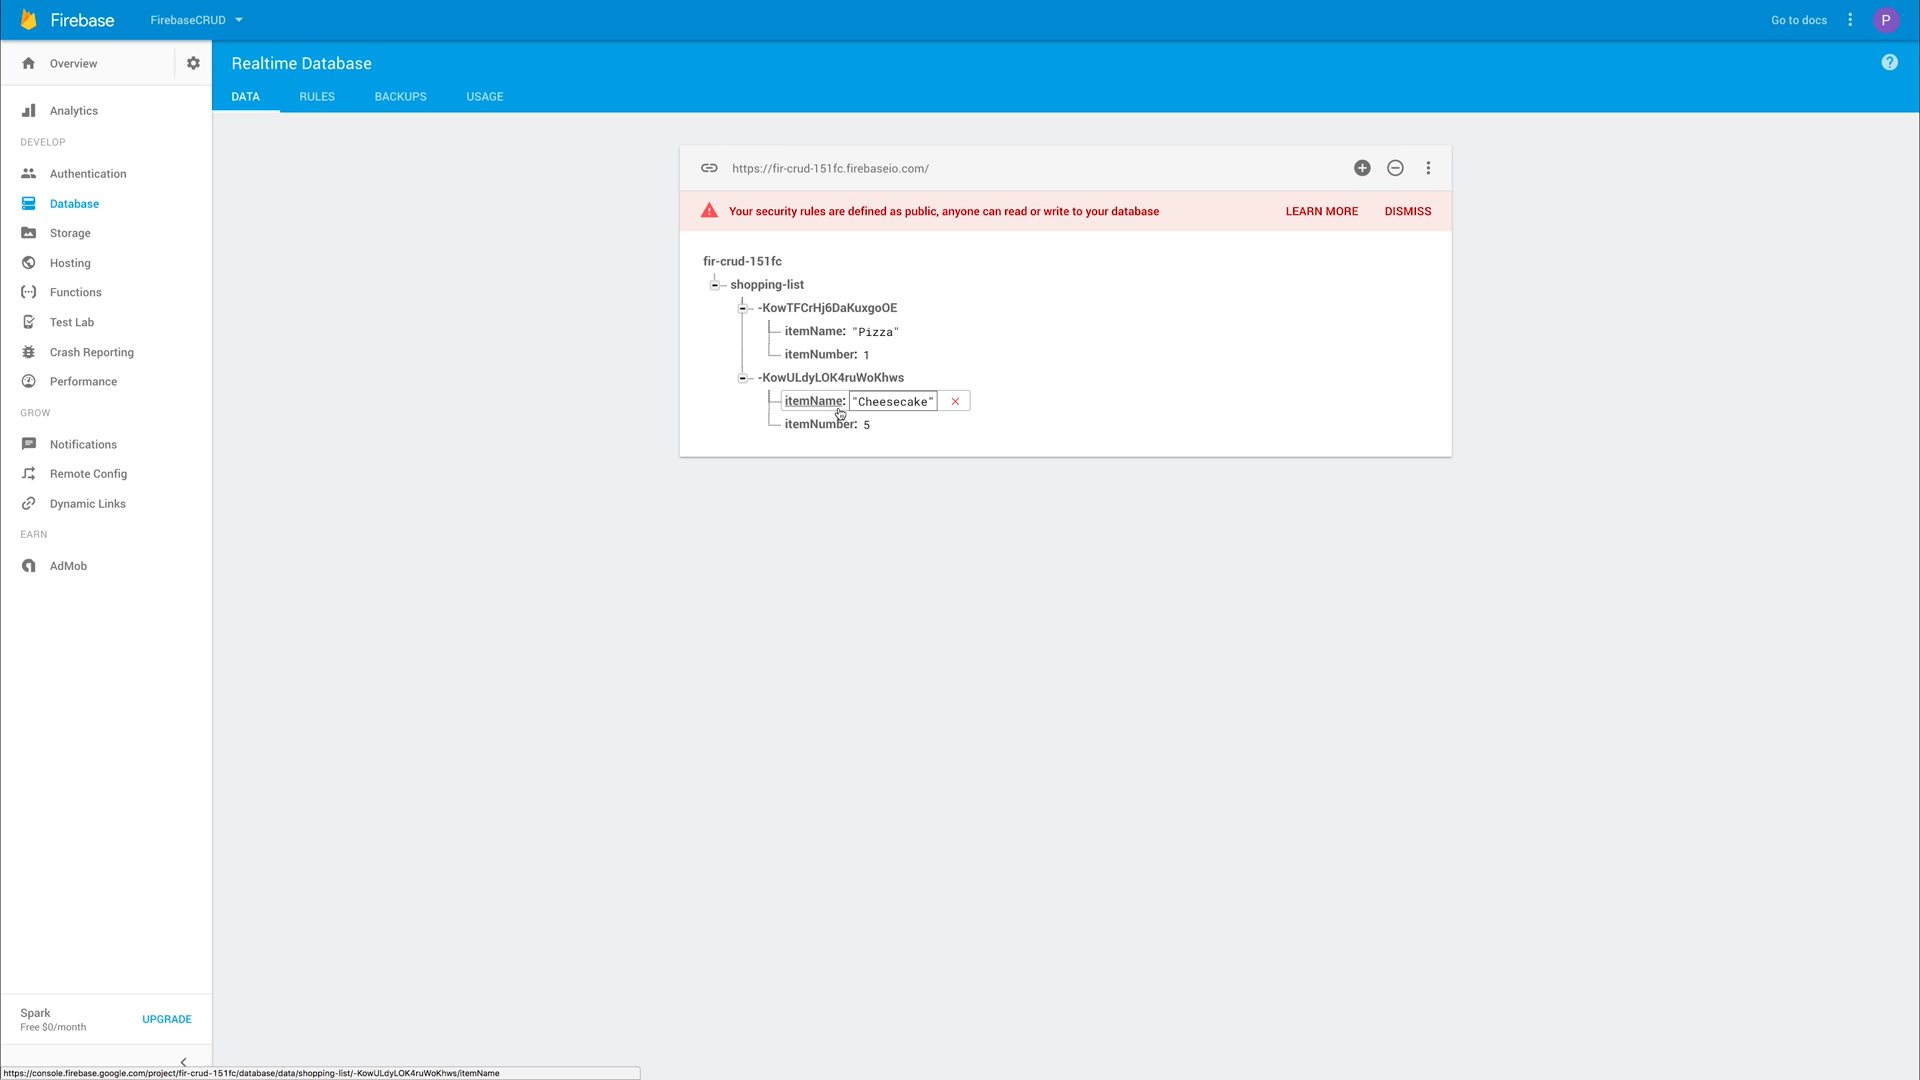 Firebase
FirebaseCRUD
Go to docs
P
Overview
Realtime Database
?
DATA
RULES
BACKUPS
USAGE
Analytics
DEVELOP
Authentication
Database
Storage
Hosting
Functions
Test Lab
Crash Reporting
Performance
GROW
Notifications
Remote Config
Dynamic Links
EARN
AdMob
https://fir-crud-151fc.firebaseio.com/
Your security rules are defined as public, anyone can read or write to your database
LEARN MORE
DISMISS
fir-crud-151fc
shopping-list
-KowTFCrHj6DaKuxgoOE
itemName: "Pizza"
itemNumber: 1
-KowULdyLOK4ruWoKhws
itemName: "Cheesecake"
itemNumber: 5
Spark
Free $0/month
UPGRADE
https://console.firebase.google.com/project/fir-crud-151fc/database/data/shopping-list/-KowULdyLOK4ruWoKhws/itemName